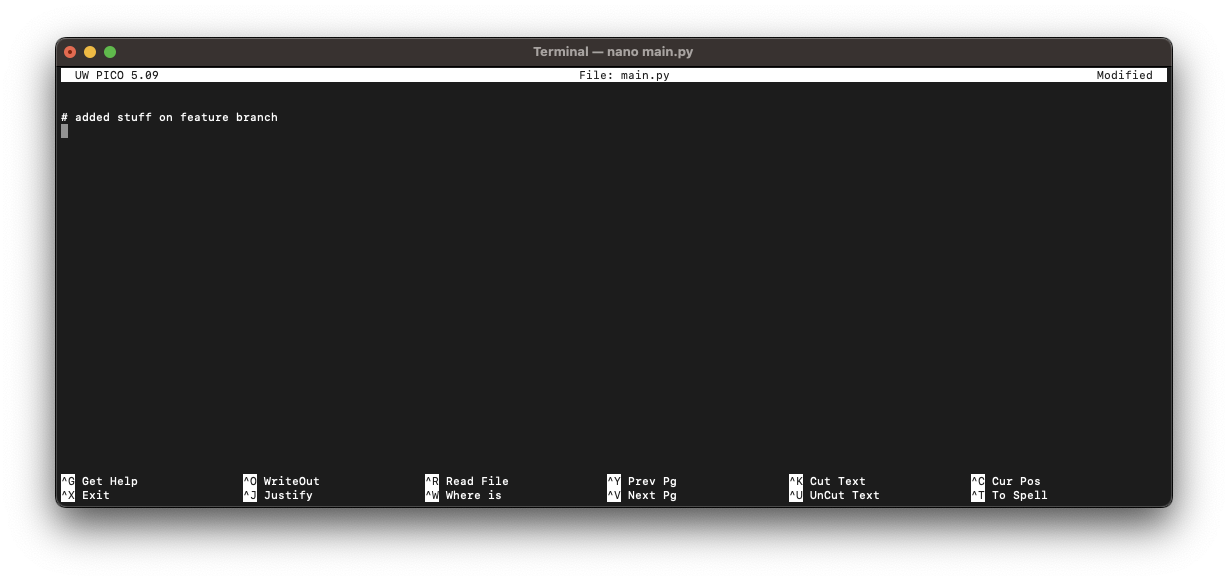 Terminal — nano main.py
UW PICO 5.09 File: main.py Modified
# added stuff on feature branch
^G Get Help ^O WriteOut ^R Read File ^Y Prev Pg ^K Cut Text ^C Cur Pos
^X Exit ^J Justify ^W Where is ^V Next Pg ^U UnCut Text ^T To Spell